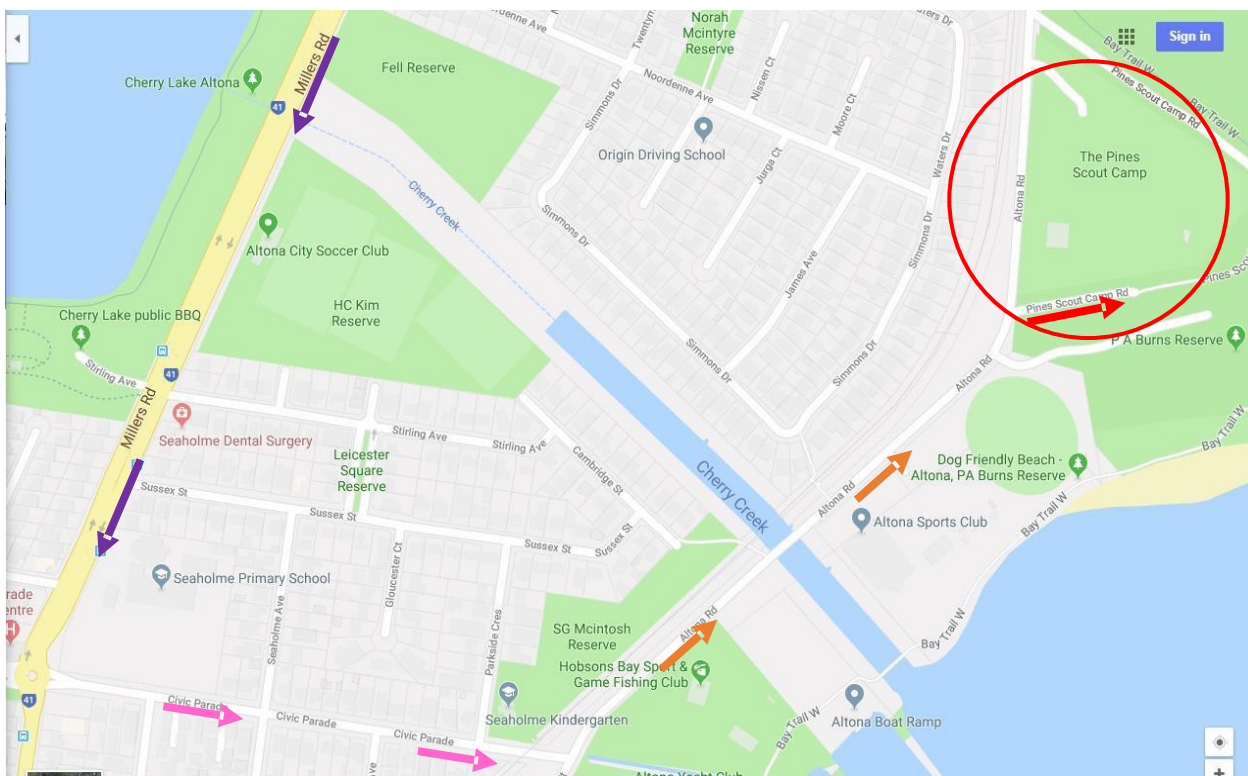 Norah
Mcintyre
Reserve
Sign in
Millers Rd
Fell Reserve
Cherry Lake Altona
41
Noordenne Ave
Nissen Ct
Moore Ct
Simmons Dr
Origin Driving School
Jurga Ct
Waters Dr
Bay Trail W
Pines Scout Camp Rd
Bay Trail W
The Pines
Scout Camp
Altona Rd
Cherry Creek
Simmons Dr
Altona City Soccer Club
James Ave
Simmons Dr
HC Kim
Reserve
Pines Scout Camp Rd
Cherry Lake public BBQ
P A Burns Reserve
Stirling Ave
41
Simmons Dr
Simmons Dr
Altona Rd
Millers Rd
Seaholme Dental Surgery
Stirling Ave
Stirling Ave
Leicester
Square
Reserve
Cambridge St
Cherry Creek
Dog Friendly Beach -
Altona, PA Burns Reserve
Bay Trail W
Sussex St
Sussex St
Sussex St
Sussex St
Altona Rd
Altona Sports Club
Bay Trail W
Seaholme Primary School
Gloucester Ct
Seaholme Ave
Parkside Cres
SG Mcintosh
Reserve
Altona Rd
Bay Trail W
Hobsons Bay Sport &
Game Fishing Club
41
Civic Parade
Civic Parade
Civic Parade
Seaholme Kindergarten
Bay Trail W
Altona Boat Ramp
+